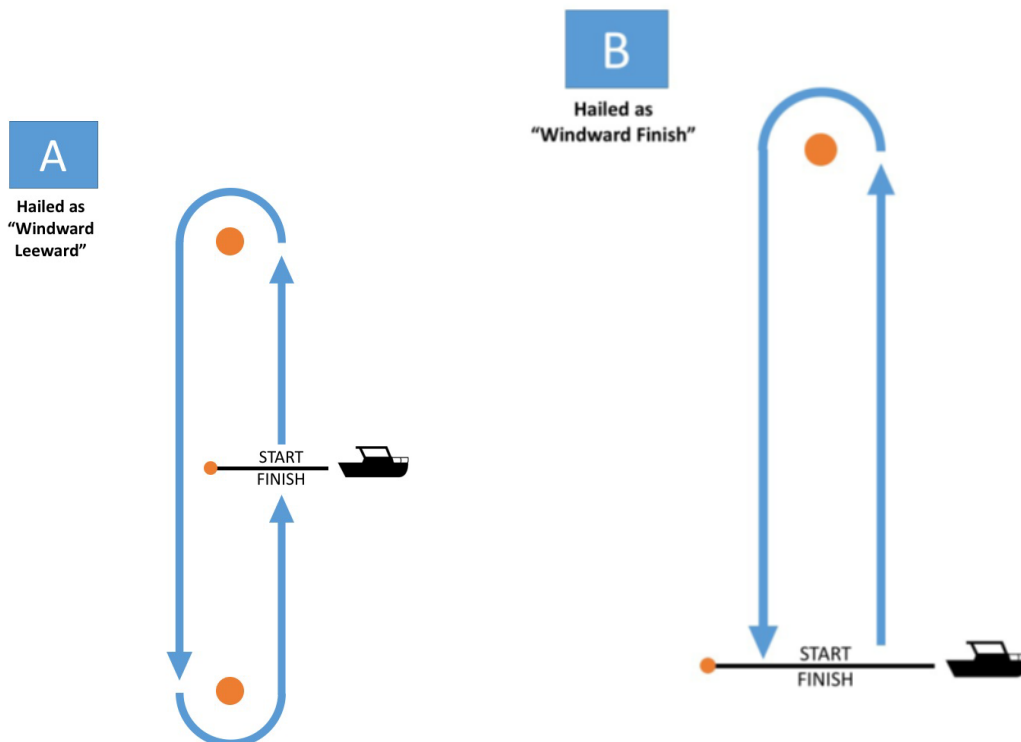 A
Hailed as
“Windward
Leeward”
START
FINISH
B
Hailed as
“Windward Finish”
START
FINISH